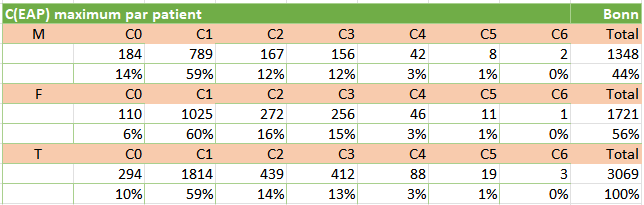 C(EAP) maximum par patient Bonn
M C0 C1 C2 C3 C4 C5 C6 Total
184 789 167 156 42 8 2 1348
14% 59% 12% 12% 3% 1% 0% 44%
F C0 C1 C2 C3 C4 C5 C6 Total
110 1025 272 256 46 11 1 1721
6% 60% 16% 15% 3% 1% 0% 56%
T C0 C1 C2 C3 C4 C5 C6 Total
294 1814 439 412 88 19 3 3069
10% 59% 14% 13% 3% 1% 0% 100%